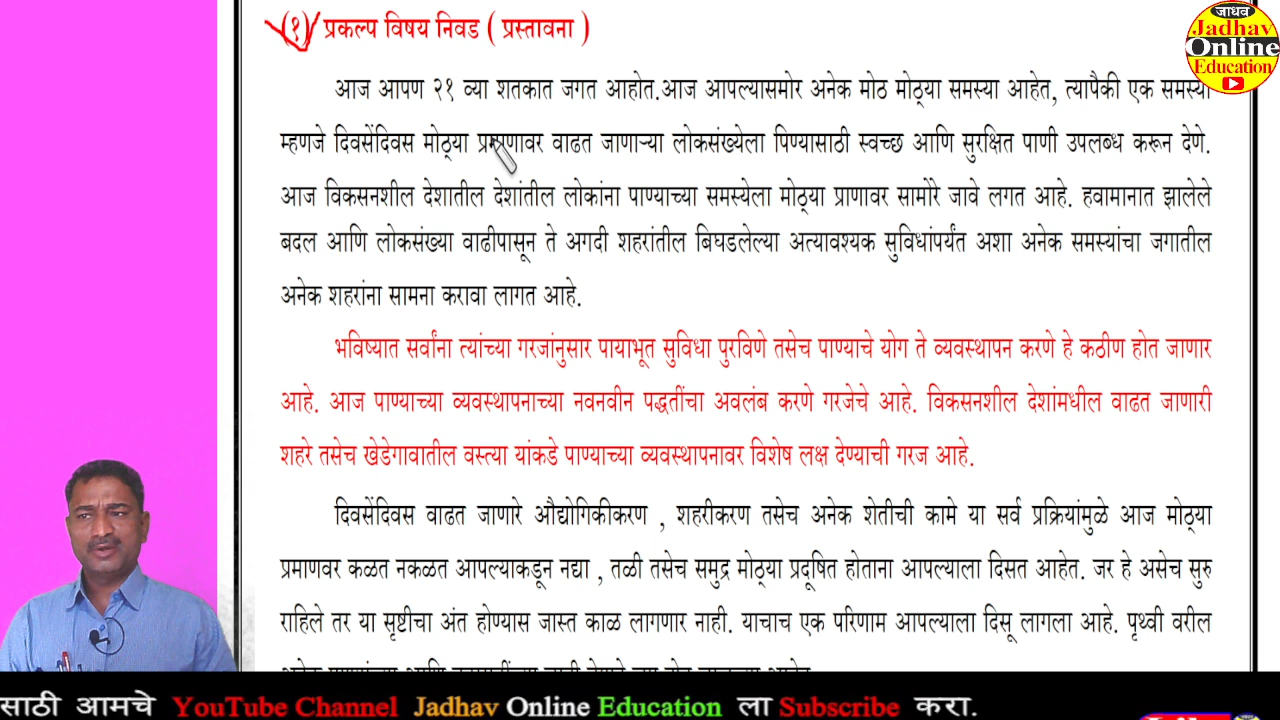 (१) प्रकल्प विषय निवड ( प्रस्तावना )
जाधव
Jadhav
Online
Education
आज आपण २१ व्या शतकात जगत आहोत.आज आपल्यासमोर अनेक मोठ मोठ्या समस्या आहेत, त्यापैकी एक समस्या
म्हणजे दिवसेंदिवस मोठ्या प्रमाणावर वाढत जाणाऱ्या लोकसंख्येला पिण्यासाठी स्वच्छ आणि सुरक्षित पाणी उपलब्ध करून देणे.
आज विकसनशील देशातील देशांतील लोकांना पाण्याच्या समस्येला मोठ्या प्राणावर सामोरे जावे लगत आहे. हवामानात झालेले
बदल आणि लोकसंख्या वाढीपासून ते अगदी शहरांतील बिघडलेल्या अत्यावश्यक सुविधांपर्यंत अशा अनेक समस्यांचा जगातील
अनेक शहरांना सामना करावा लागत आहे.
भविष्यात सर्वांना त्यांच्या गरजांनुसार पायाभूत सुविधा पुरविणे तसेच पाण्याचे योग ते व्यवस्थापन करणे हे कठीण होत जाणार
आहे. आज पाण्याच्या व्यवस्थापनाच्या नवनवीन पद्धतींचा अवलंब करणे गरजेचे आहे. विकसनशील देशांमधील वाढत जाणारी
शहरे तसेच खेडेगावातील वस्त्या यांकडे पाण्याच्या व्यवस्थापनावर विशेष लक्ष देण्याची गरज आहे.
दिवसेंदिवस वाढत जाणारे औद्योगिकीकरण , शहरीकरण तसेच अनेक शेतीची कामे या सर्व प्रक्रियांमुळे आज मोठ्या
प्रमाणवर कळत नकळत आपल्याकडून नद्या , तळी तसेच समुद्र मोठ्या प्रदूषित होताना आपल्याला दिसत आहेत. जर हे असेच सुरु
राहिले तर या सृष्टीचा अंत होण्यास जास्त काळ लागणार नाही. याचाच एक परिणाम आपल्याला दिसू लागला आहे. पृथ्वी वरील
साठी आमचे YouTube Channel Jadhav Online Education ला Subscribe करा.